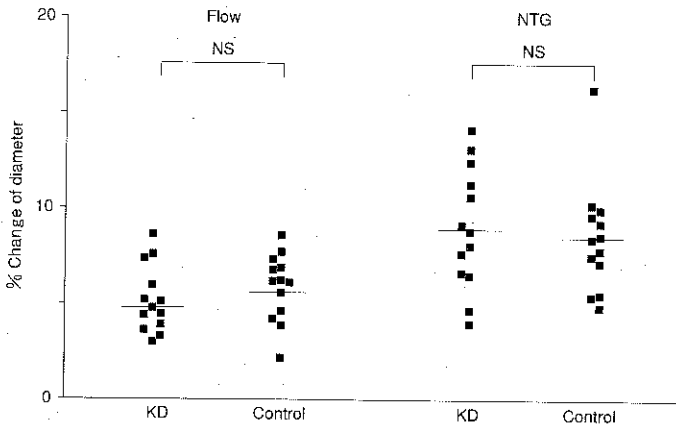 20
Flow
NTG
NS
NS
% Change of diameter
10
0
KD
Control
KD
Control